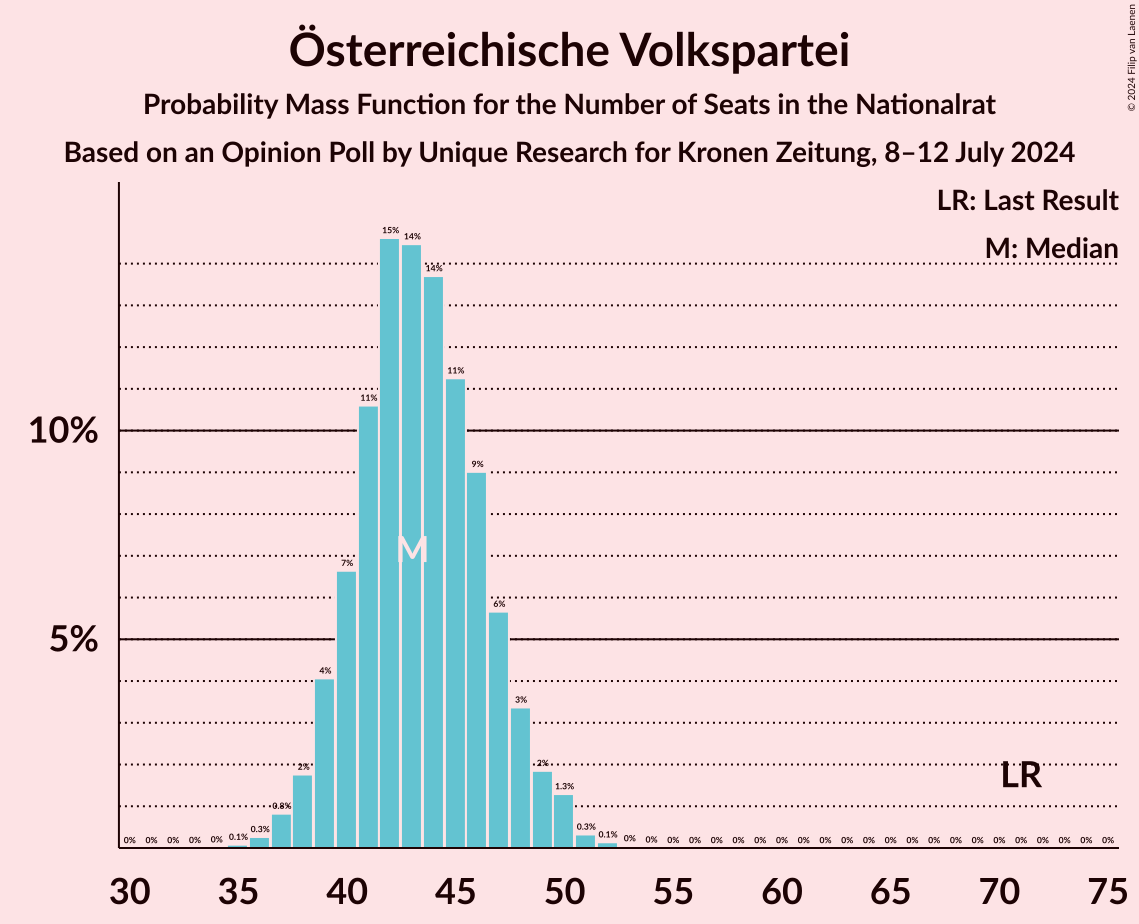 Österreichische Volkspartei
Probability Mass Function for the Number of Seats in the Nationalrat
Based on an Opinion Poll by Unique Research for Kronen Zeitung, 8–12 July 2024
© 2024 Filip van Laenen
LR: Last Result
M: Median
15%
14%
14%
11%
11%
10%
9%
M
7%
6%
5%
4%
3%
2%
2%
LR
1.3%
0.8%
0.3%
0.3%
0.1%
0.1%
0% 0% 0% 0% 0% 0% 0% 0% 0% 0% 0% 0% 0% 0% 0% 0% 0% 0% 0% 0% 0% 0% 0% 0% 0% 0% 0% 0%
30 35 40 45 50 55 60 65 70 75